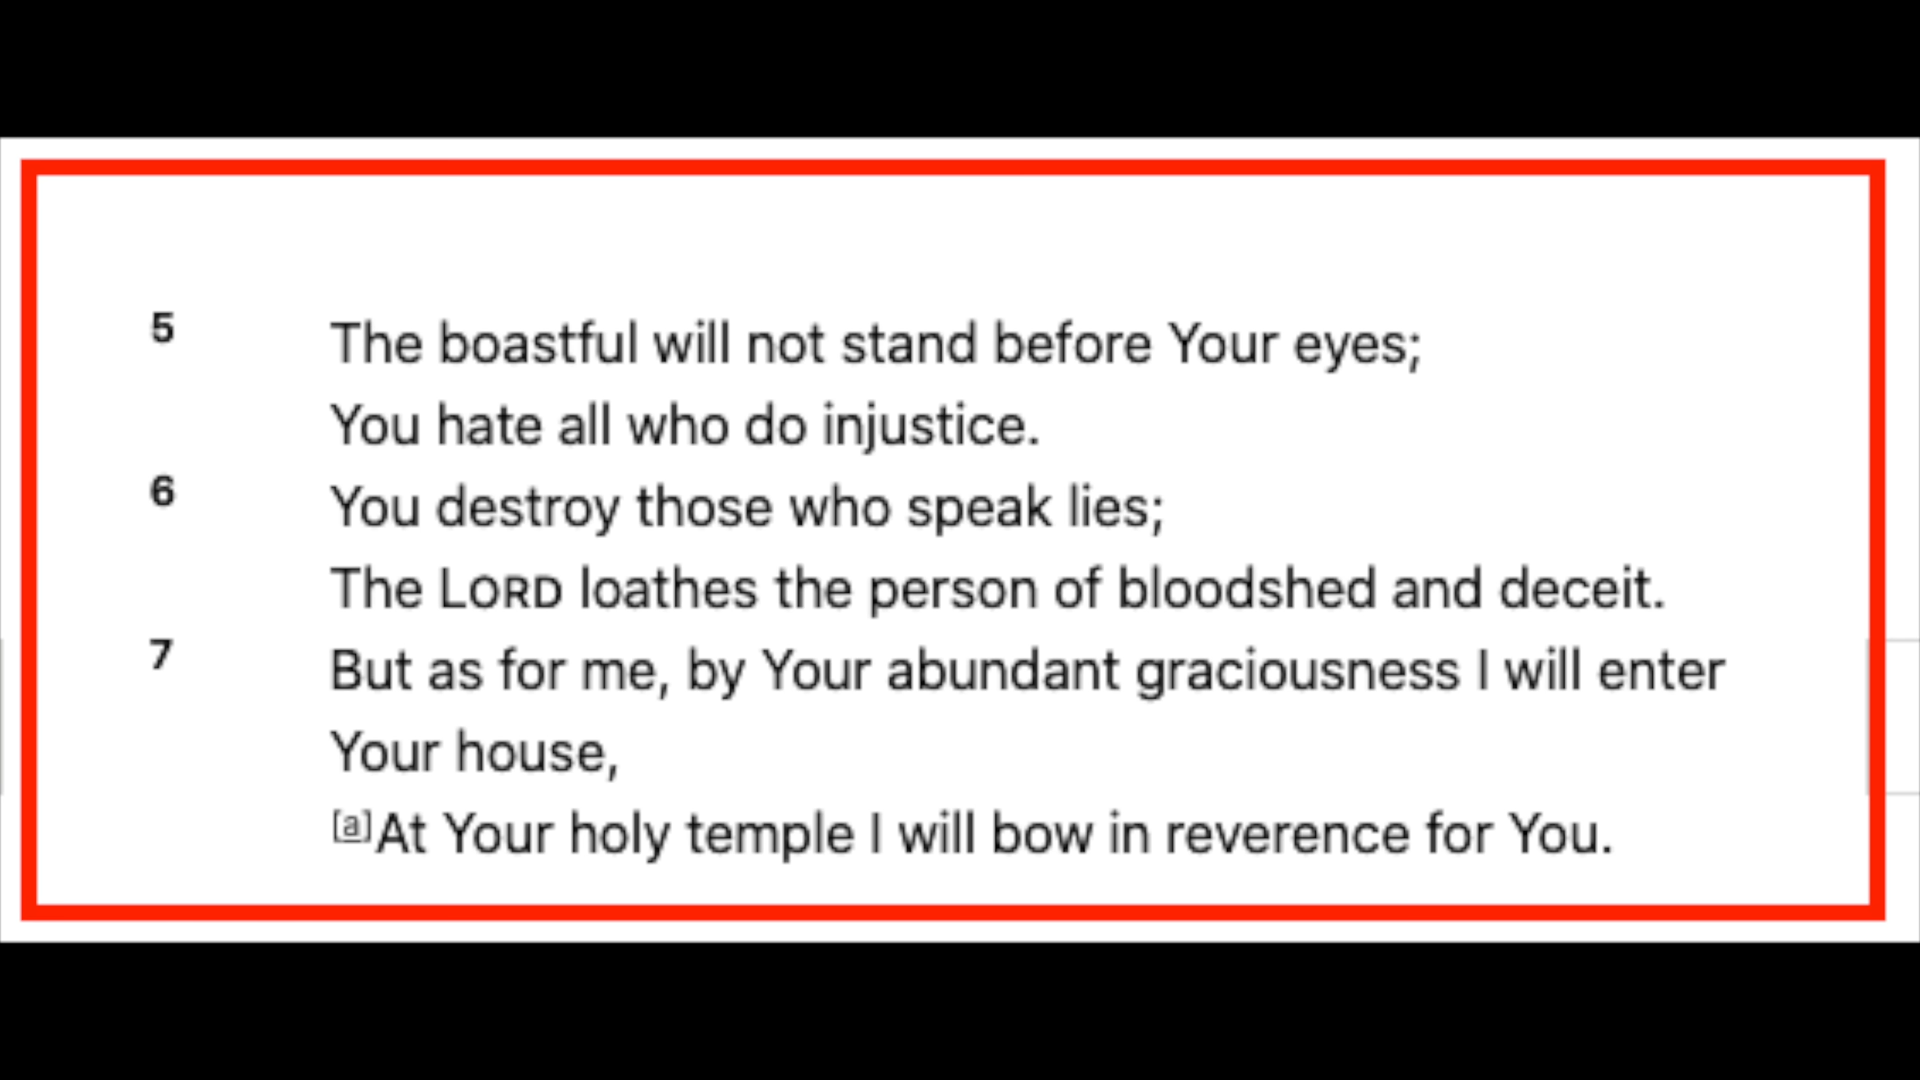 5 The boastful will not stand before Your eyes;
You hate all who do injustice.
6 You destroy those who speak lies;
The LORD loathes the person of bloodshed and deceit.
7 But as for me, by Your abundant graciousness I will enter
Your house,
[a]At Your holy temple I will bow in reverence for You.